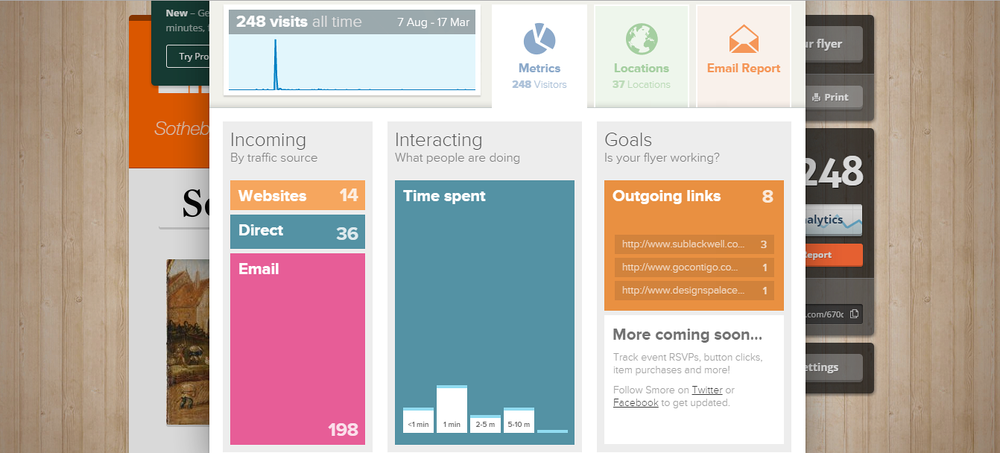 New – Ge
minutes, f
Try Pro
Sotheb
So
248 visits all time
7 Aug - 17 Mar
Metrics
248 Visitors
Locations
37 Locations
Email Report
Incoming
By traffic source
Websites 14
Direct 36
Email
198
Interacting
What people are doing
Time spent
<1 min
1 min
2-5 m
5-10 m
Goals
Is your flyer working?
Outgoing links 8
http://www.sublackwell.co... 3
http://www.gocontigo.co... 1
http://www.designspalace... 1
More coming soon...
Track event RSVPs, button clicks,
item purchases and more!
Follow Smore on Twitter or
Facebook to get updated.
ur flyer
Print
248
nalytics
Report
.com/670c
ettings